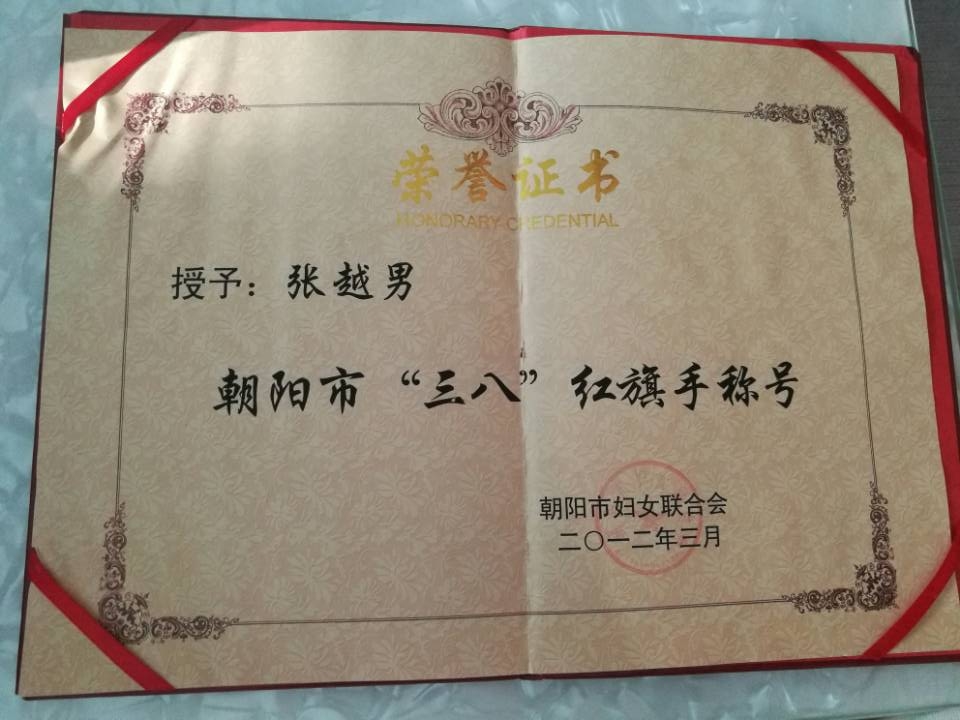 荣誉证书
HONORARY CREDENTIAL
授予：张越男
朝阳市“三八”红旗手称号
朝阳市妇女联合会
二〇一二年三月